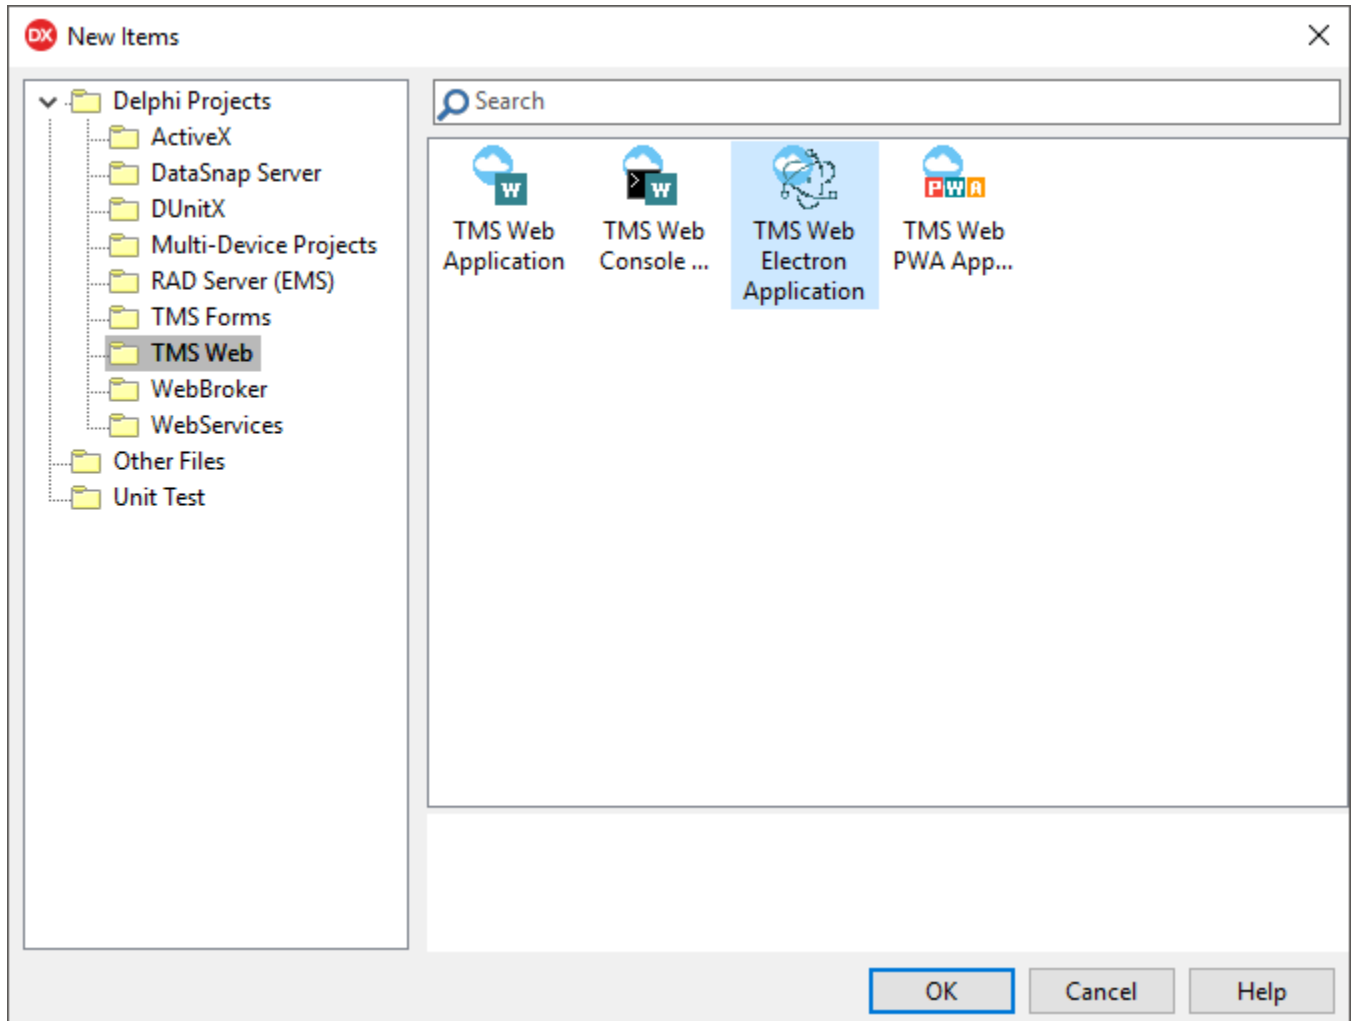 DX New Items
Delphi Projects
ActiveX
DataSnap Server
DUnitX
Multi-Device Projects
RAD Server (EMS)
TMS Forms
TMS Web
WebBroker
WebServices
Other Files
Unit Test
Search
W
TMS Web
Application
W
TMS Web
Console ...
TMS Web
Electron
Application
PWA
TMS Web
PWA App...
OK
Cancel
Help